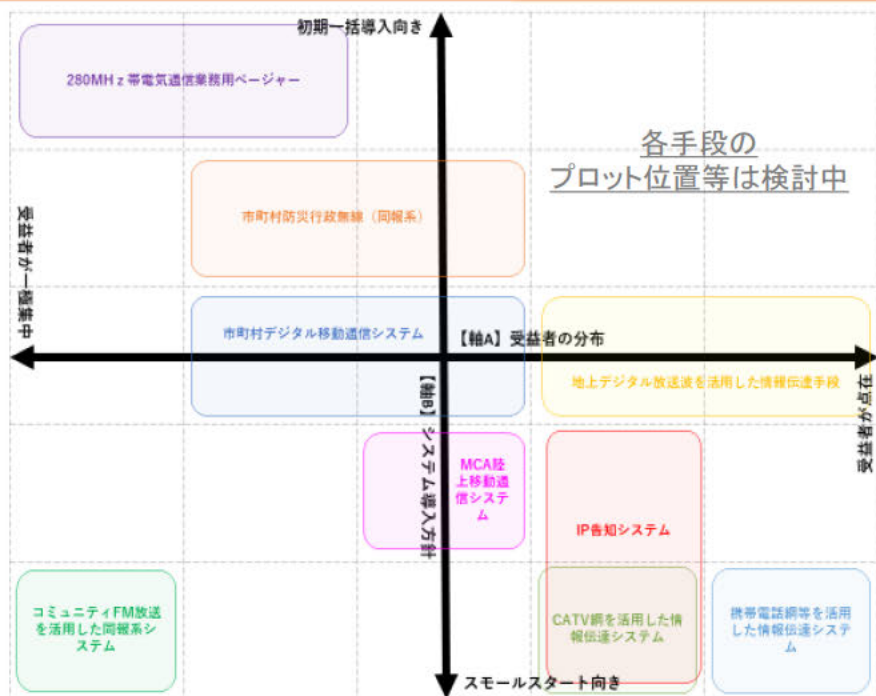 初期一括導入向き
280MHｚ帯電気通信業務用ページャー
各手段の
プロット位置等は検討中
市町村防災行政無線（同報系）
受益者が一極集中
市町村デジタル移動通信システム
【軸A】受益者の分布
地上デジタル放送波を活用した情報伝達手段
受益者が点在
【軸B】システム導入方針
MCA陸
上移動通
信システ
ム
IP告知システム
コミュニティFM放送
を活用した同報系シ
ステム
CATV網を活用した情
報伝達システム
携帯電話網等を活用
した情報伝達システ
ム
スモールスタート向き